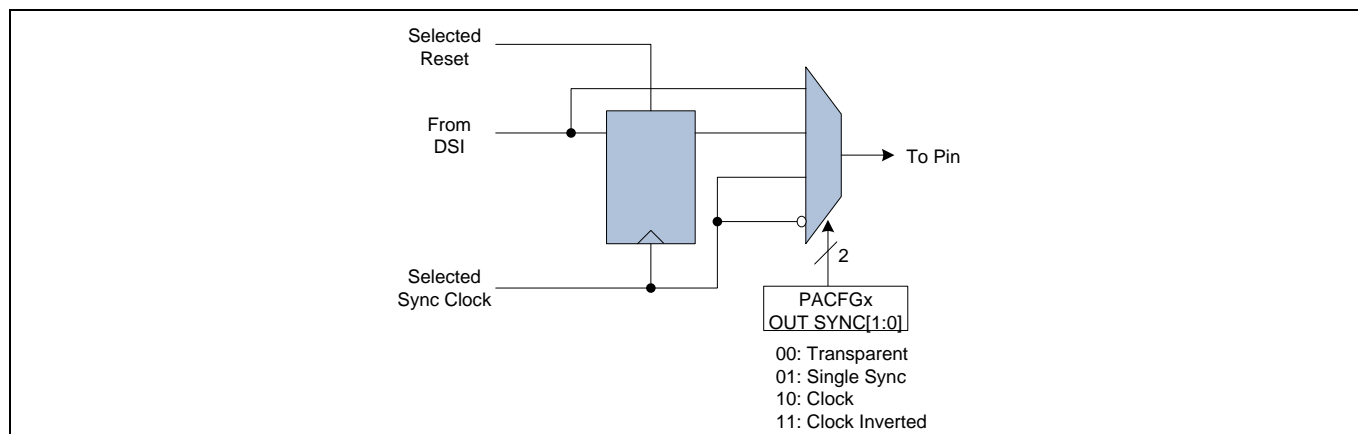 Selected
Reset
From
DSI
To Pin
2
Selected
Sync Clock
PACFGx
OUT SYNC[1:0]
00: Transparent
01: Single Sync
10: Clock
11: Clock Inverted